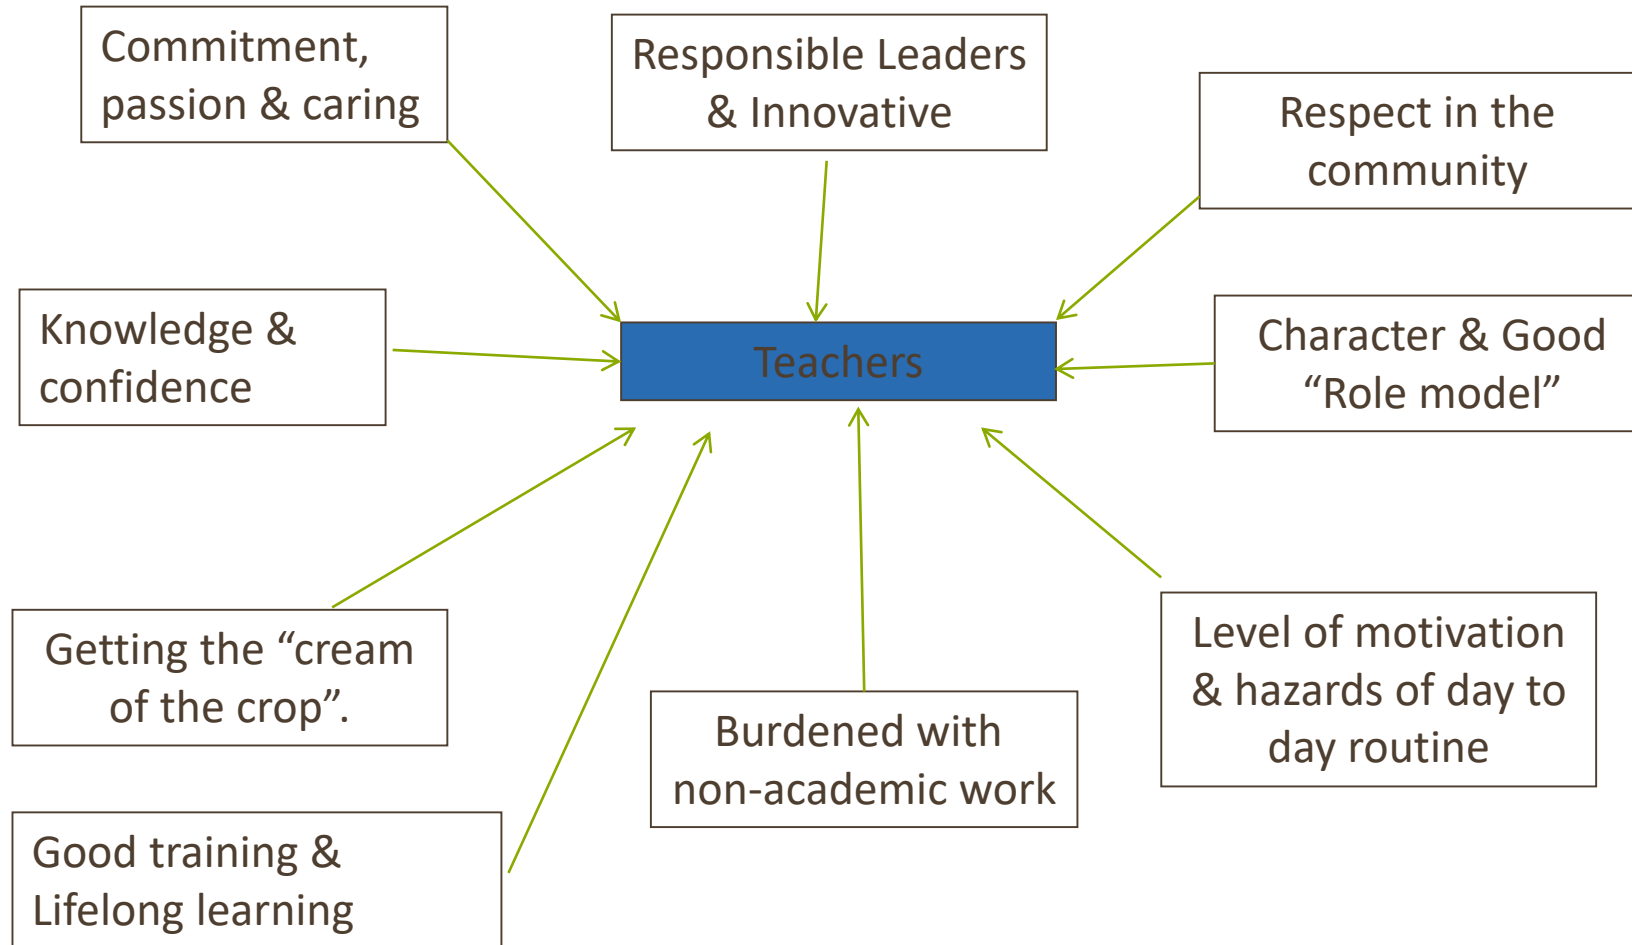 Commitment,
passion & caring
Responsible Leaders
& Innovative
Respect in the
community
Knowledge &
confidence
Teachers
Character & Good
“Role model”
Getting the “cream
of the crop”.
Burdened with
non-academic work
Level of motivation
& hazards of day to
day routine
Good training &
Lifelong learning